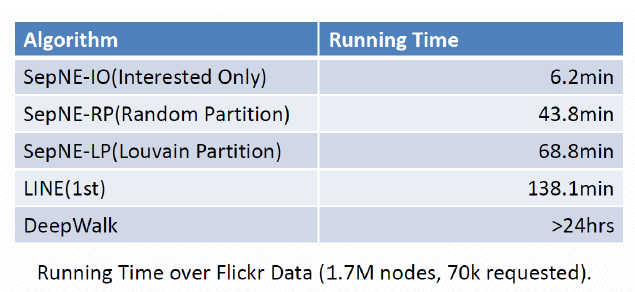 Algorithm Running Time
SepNE-IO(Interested Only) 6.2min
SepNE-RP(Random Partition) 43.8min
SepNE-LP(Louvain Partition) 68.8min
LINE(1st) 138.1min
DeepWalk >24hrs
Running Time over Flickr Data (1.7M nodes, 70k requested).